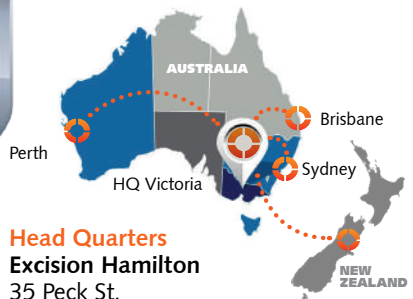 AUSTRALIA
Brisbane
Perth
Sydney
HQ Victoria
Head Quarters
Excision Hamilton
35 Peck St.
NEW
ZEALAND